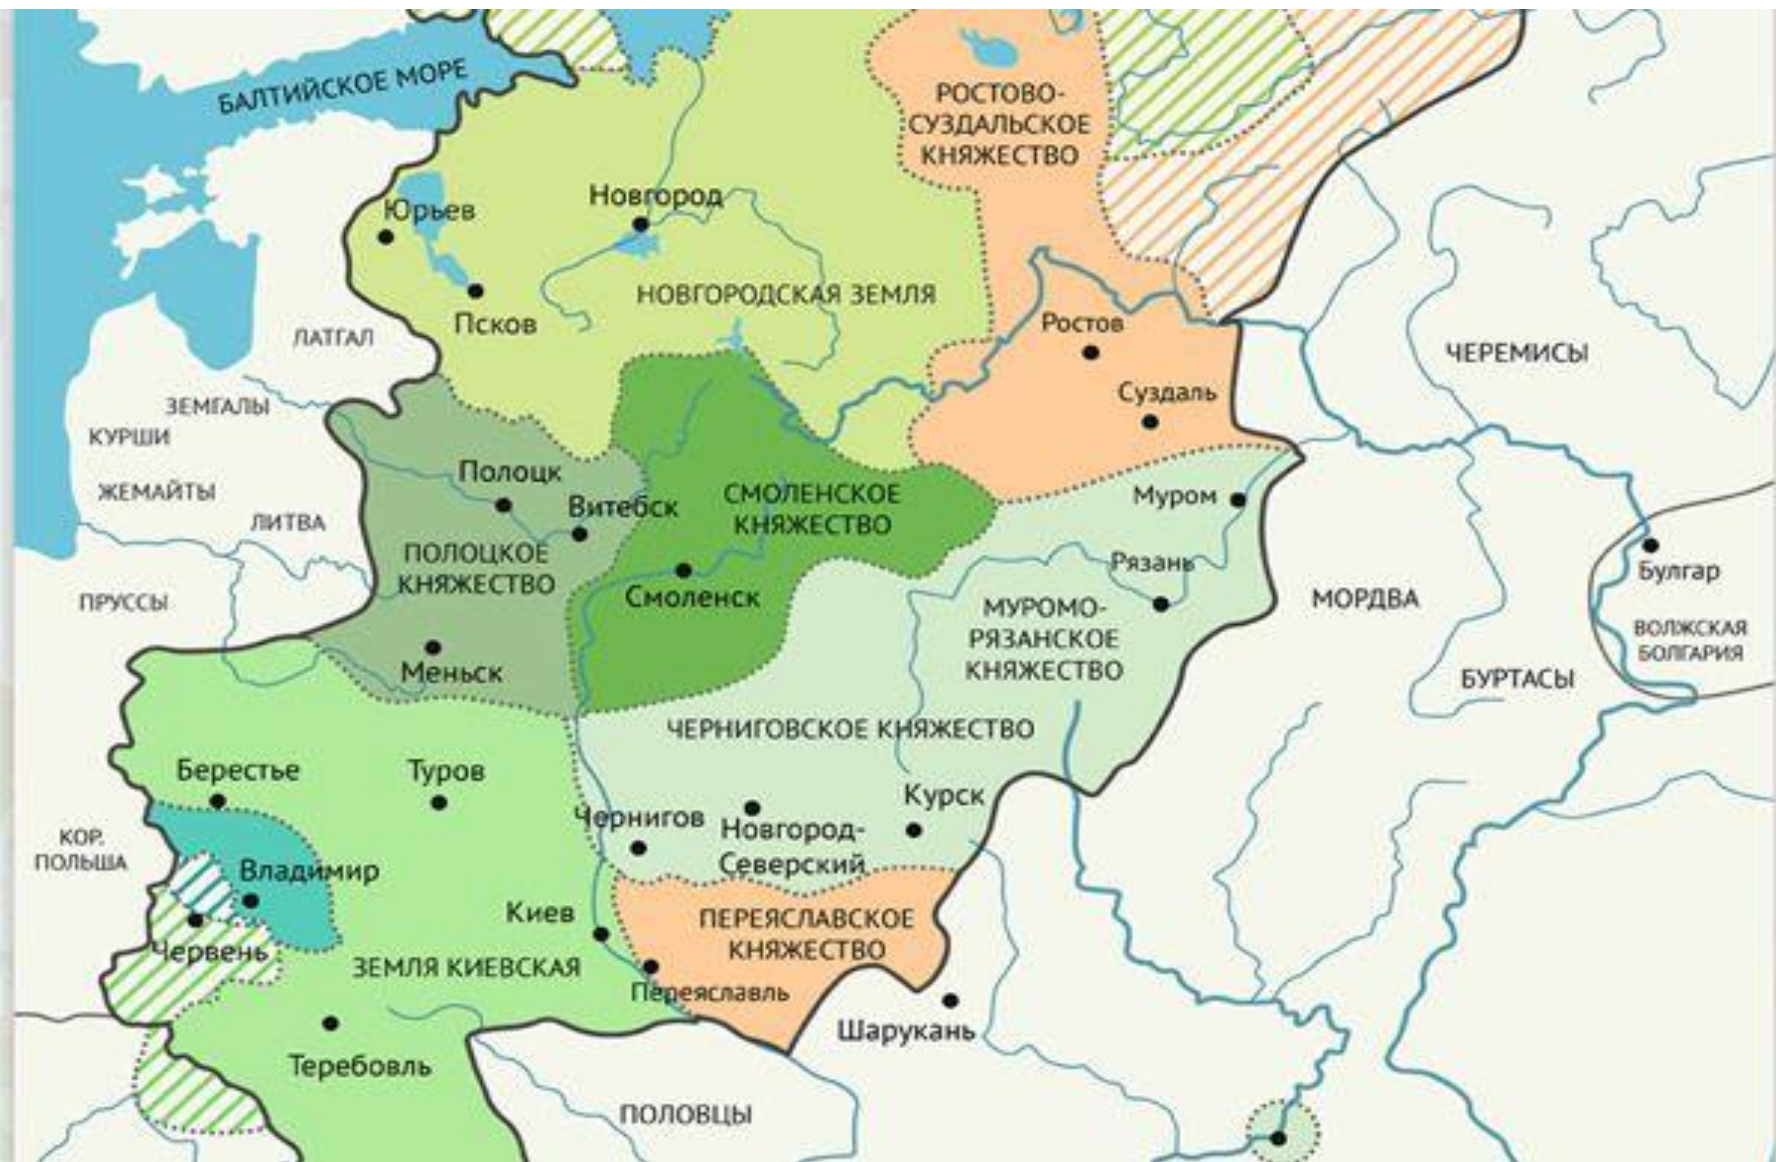 БАЛТИЙСКОЕ МОРЕ
РОСТОВО-
СУЗДАЛЬСКОЕ
КНЯЖЕСТВО
Новгород
Юрьев
НОВГОРОДСКАЯ ЗЕМЛЯ
Псков
Ростов
ЛАТГАЛ
ЧЕРЕМИСЫ
Суздаль
ЗЕМГАЛЫ
КУРШИ
Полоцк
ЖЕМАЙТЫ
СМОЛЕНСКОЕ
КНЯЖЕСТВО
Муром
Витебск
ЛИТВА
ПОЛОЦКОЕ
КНЯЖЕСТВО
Рязань
Булгар
Смоленск
ПРУССЫ
МУРОМО-
РЯЗАНСКОЕ
КНЯЖЕСТВО
МОРДВА
ВОЛЖСКАЯ
БОЛГАРИЯ
Меньск
БУРТАСЫ
ЧЕРНИГОВСКОЕ КНЯЖЕСТВО
Берестье
Туров
Курск
Чернигов
Новгород-
Северский
КОР.
ПОЛЬША
Владимир
Киев
ПЕРЕЯСЛАВСКОЕ
КНЯЖЕСТВО
Червень
ЗЕМЛЯ КИЕВСКАЯ
Переяславль
Шарукань
Теребовль
ПОЛОВЦЫ